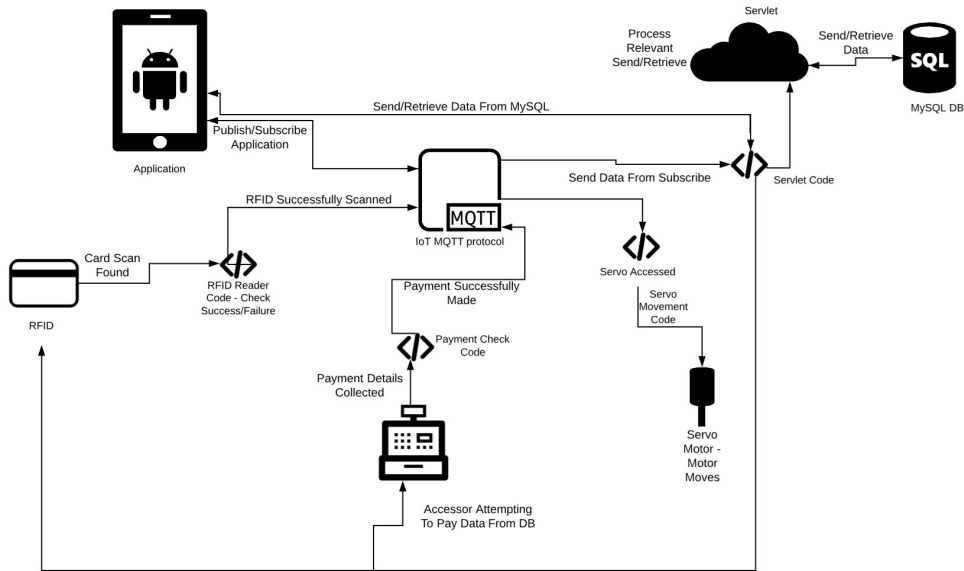 Servlet
Process
Relevant
Send/Retrieve
Send/Retrieve
Data
SQL
MySQL DB
Send/Retrieve Data From MySQL
Publish/Subscribe
Application
Application
Send Data From Subscribe
Servlet Code
RFID Successfully Scanned
MQTT
IoT MQTT protocol
Card Scan
Found
RFID Reader
Code - Check
Success/Failure
RFID
Servo Accessed
Payment Successfully
Made
Servo
Movement
Code
Payment Check
Code
Payment Details
Collected
Servo
Motor -
Motor
Moves
Accessor Attempting
To Pay Data From DB